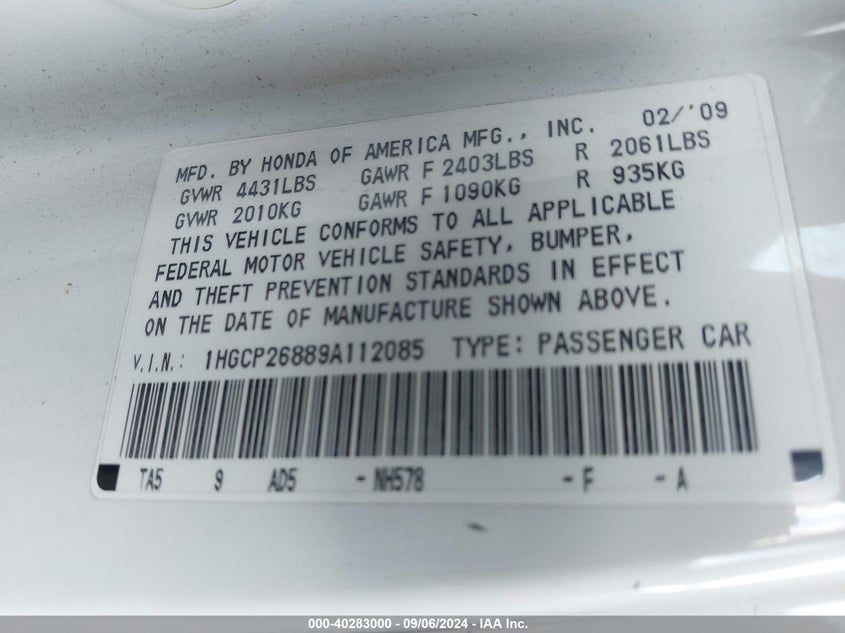 MFD. BY HONDA OF AMERICA MFG., INC. 02/'09
GVWR 4431LBS GAWR F 2403LBS R 2061LBS
GVWR 2010KG GAWR F 1090KG R 935KG
THIS VEHICLE CONFORMS TO ALL APPLICABLE
FEDERAL MOTOR VEHICLE SAFETY, BUMPER,
AND THEFT PREVENTION STANDARDS IN EFFECT
ON THE DATE OF MANUFACTURE SHOWN ABOVE.
V.I.N.: 1HGCP26889A112085 TYPE: PASSENGER CAR
TA5 9 AD5 -NH578 -F -A
000-40283000 - 09/06/2024 - IAA Inc.